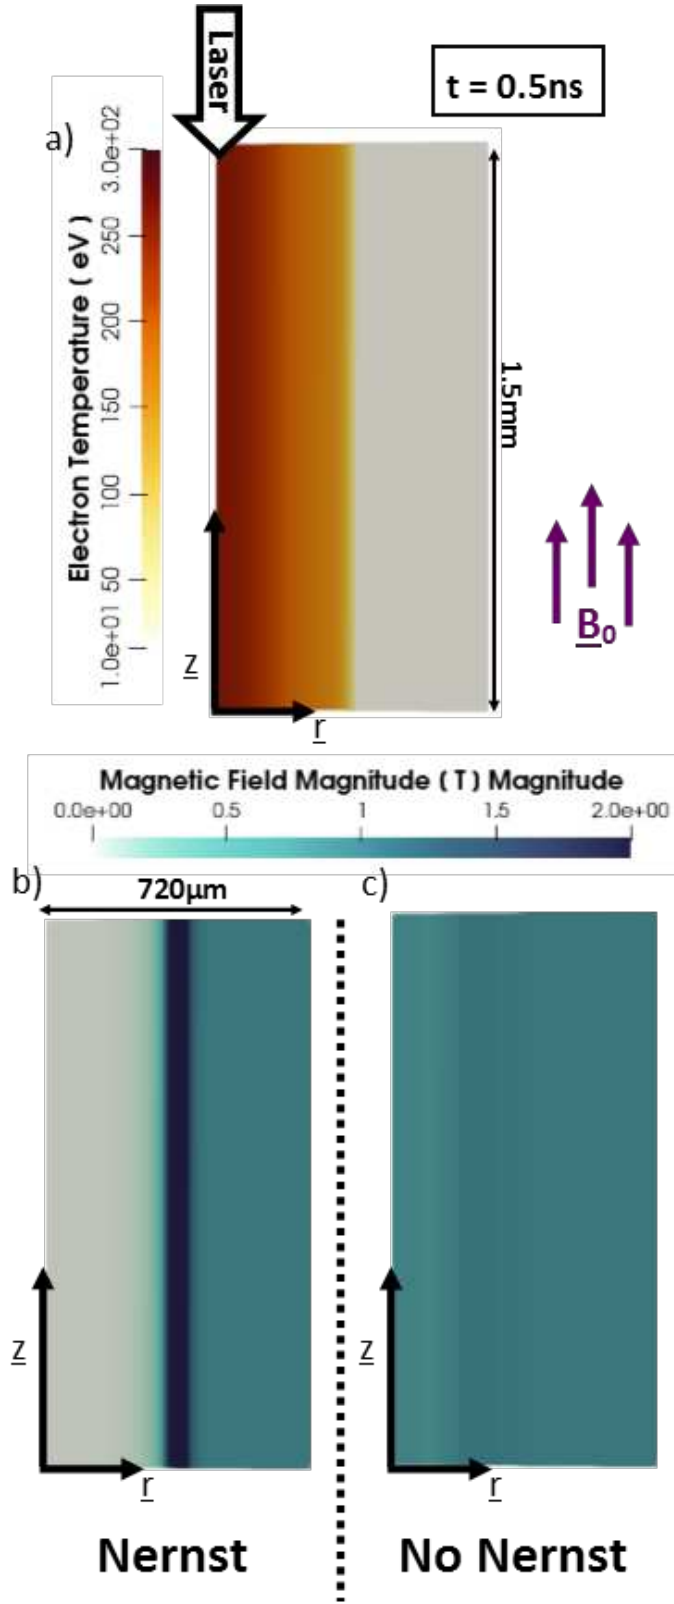 Laser
t = 0.5ns
a)
3.0e+02
250
200
150
100
50
1.0e+01
Electron Temperature ( eV )
1.5mm
B₀
z
r
Magnetic Field Magnitude ( T ) Magnitude
0.0e+00 0.5 1 1.5 2.0e+00
b) 720μm c)
z z
r r
Nernst No Nernst